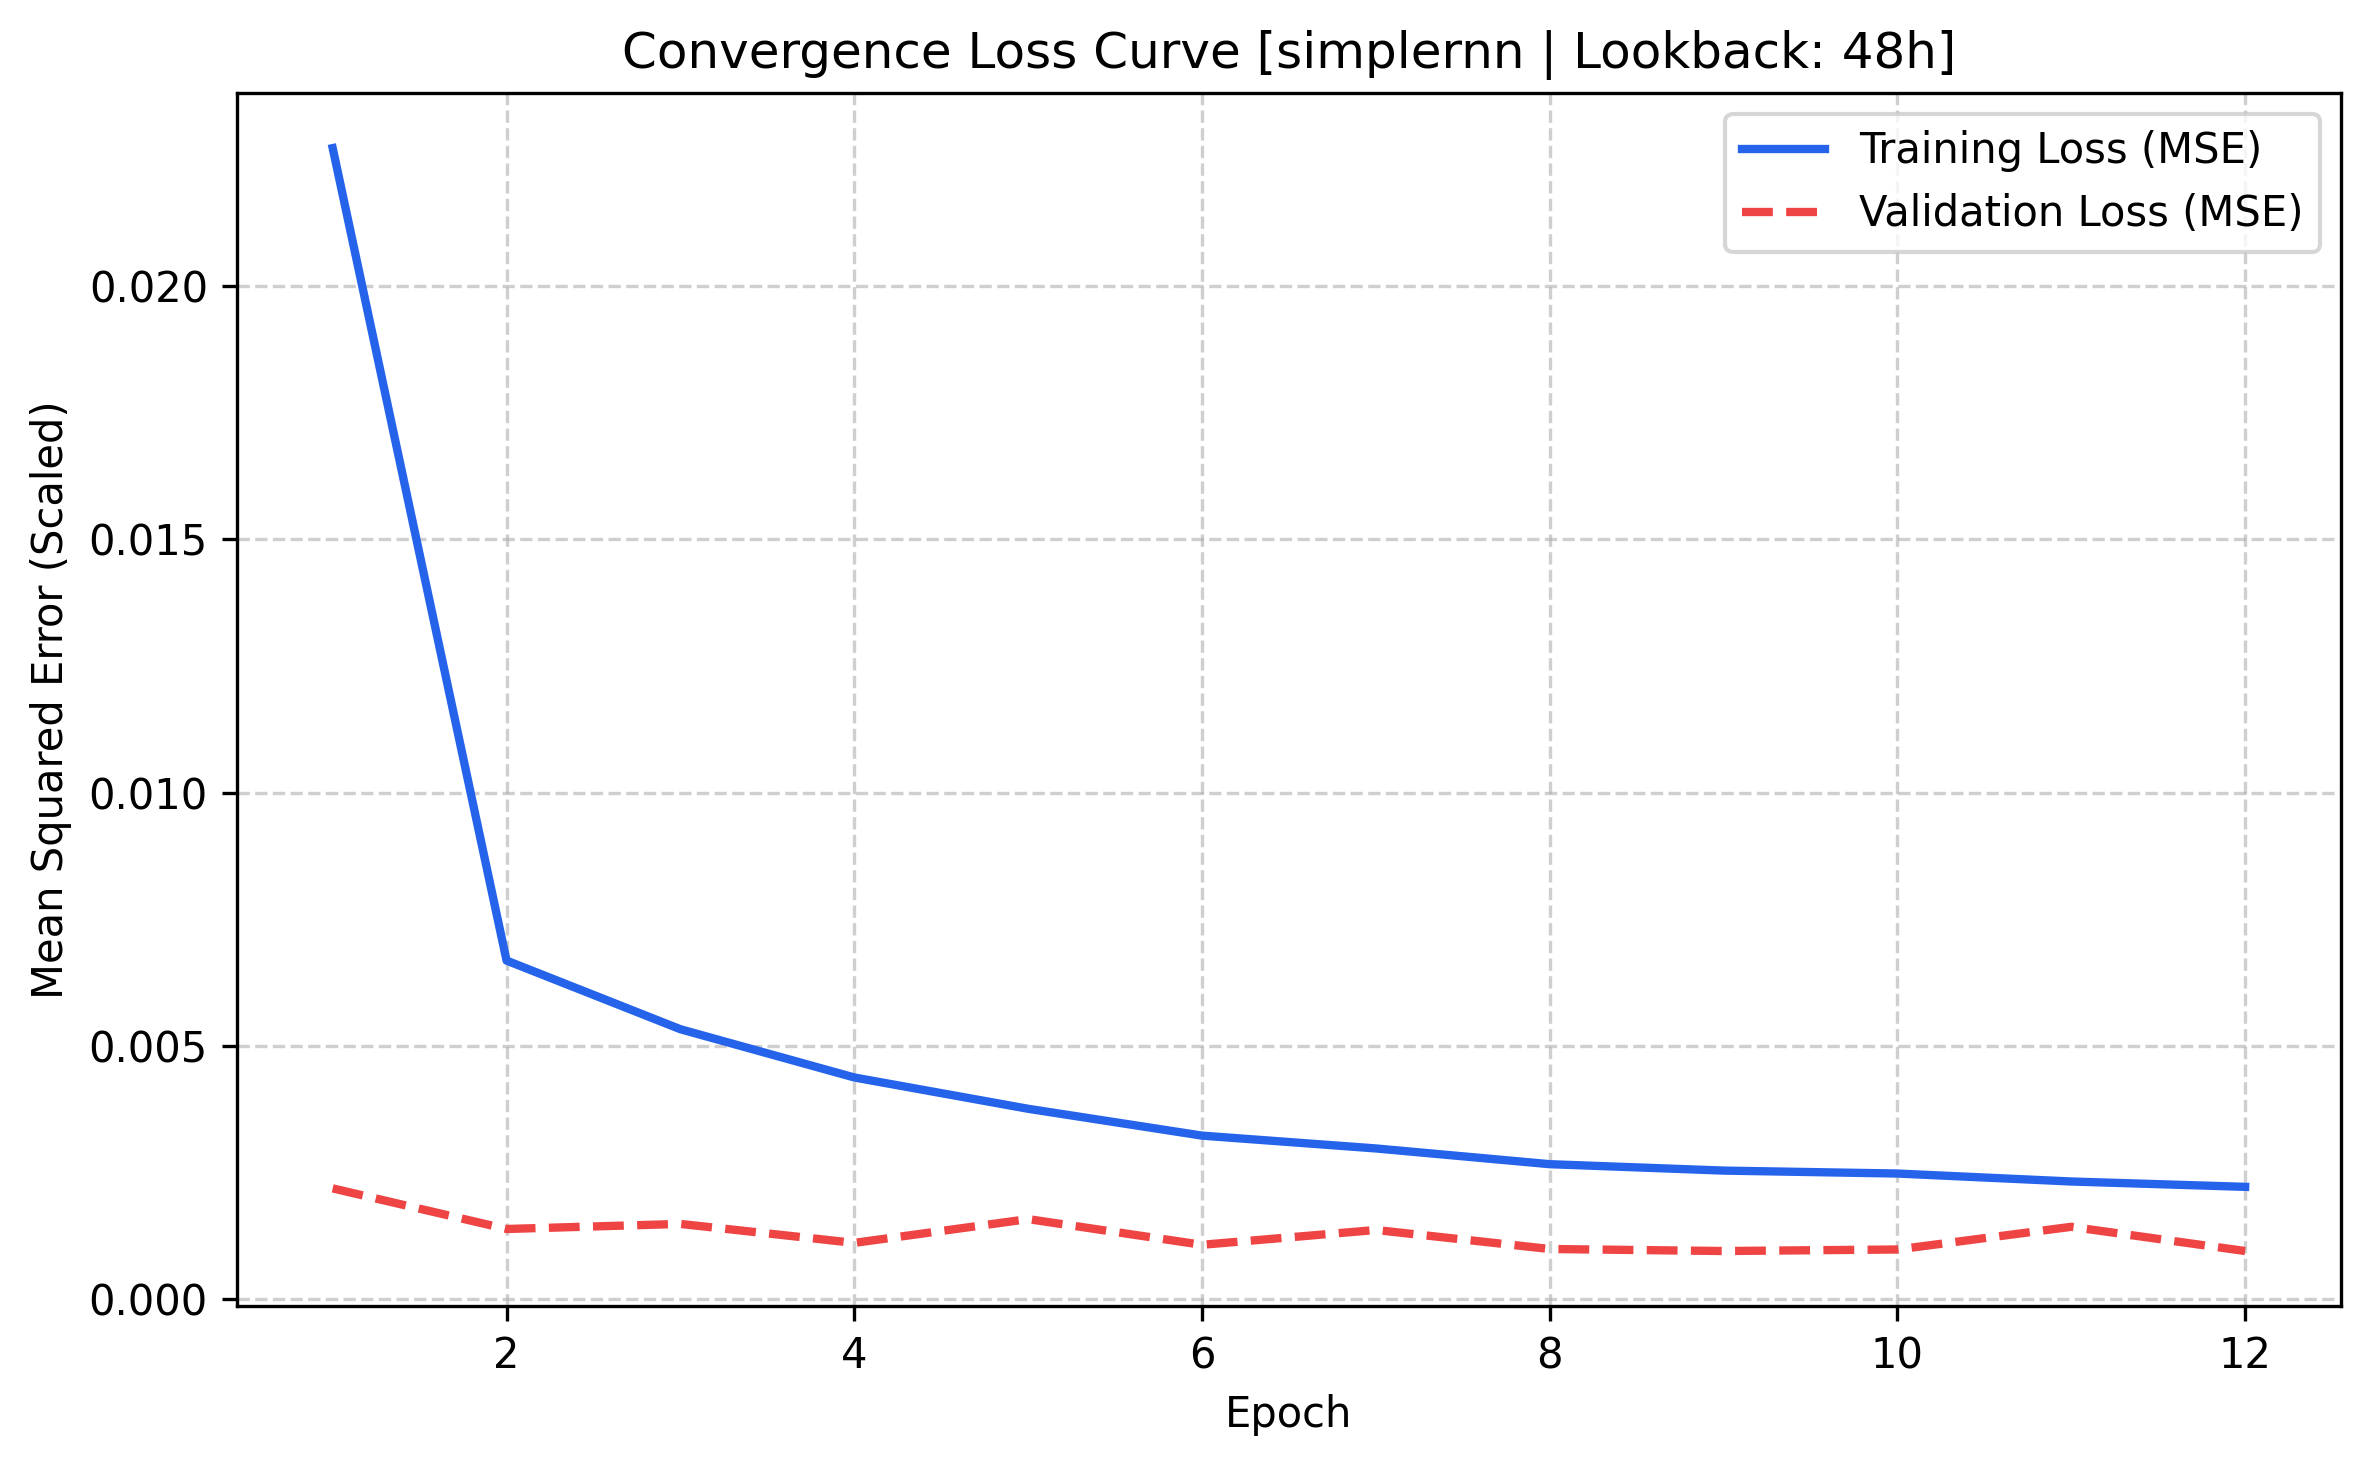 Convergence Loss Curve [simplernn | Lookback: 48h]
Training Loss (MSE)
Validation Loss (MSE)
Mean Squared Error (Scaled)
0.020
0.015
0.010
0.005
0.000
2 4 6 8 10 12
Epoch